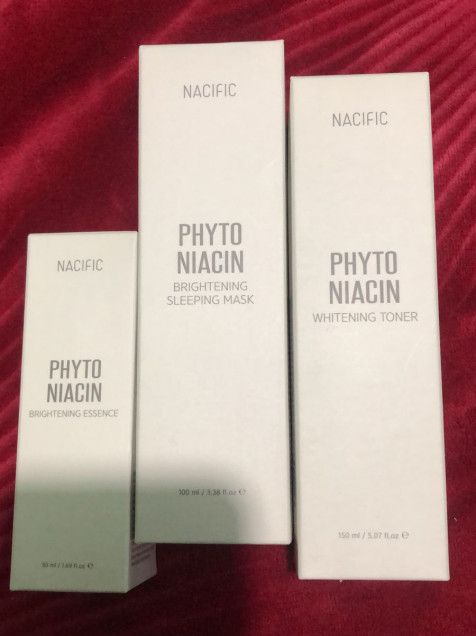 NACIFIC
PHYTO
NIACIN
BRIGHTENING ESSENCE
50 ml / 1.69 fl.oz ℮
NACIFIC
PHYTO
NIACIN
BRIGHTENING
SLEEPING MASK
100 ml / 3.38 fl.oz ℮
NACIFIC
PHYTO
NIACIN
WHITENING TONER
150 ml / 5.07 fl.oz ℮